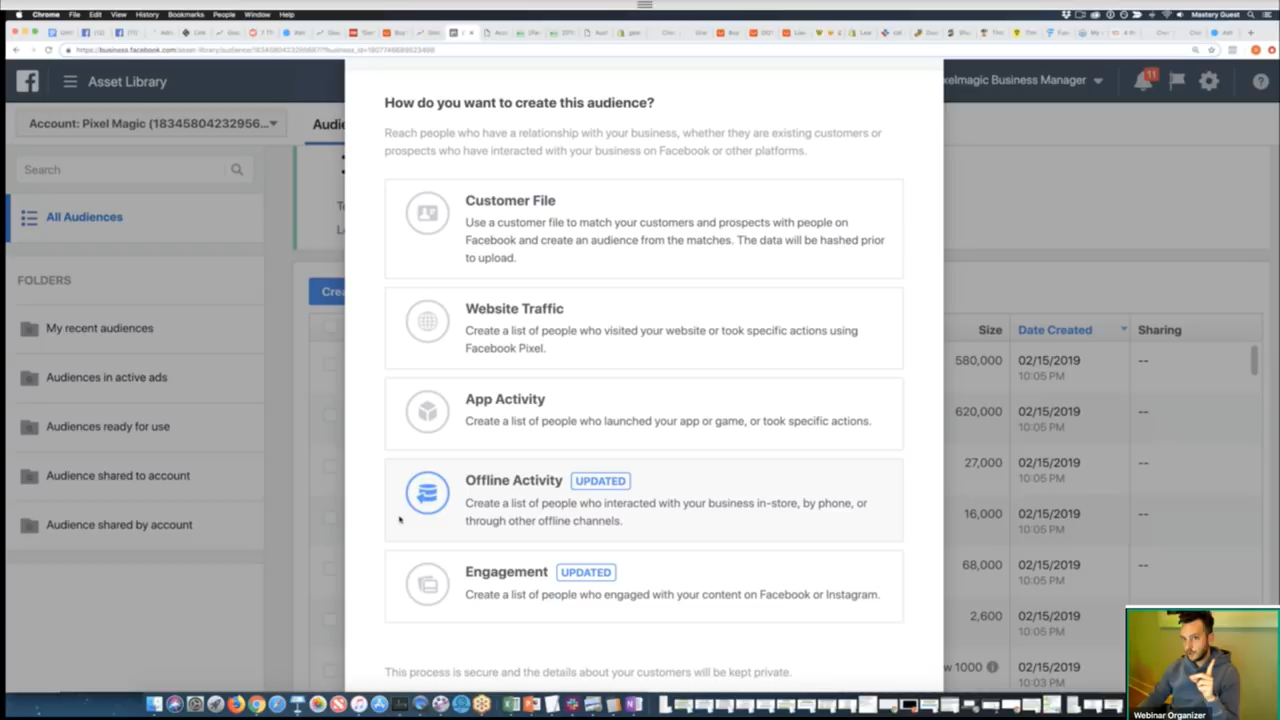 Chrome File Edit View History Bookmarks People Window Help
Mastery Guest
Asset Library
xelmagic Business Manager
11
Account: Pixel Magic (18345804232956...
Search
All Audiences
FOLDERS
My recent audiences
Audiences in active ads
Audiences ready for use
Audience shared to account
Audience shared by account
How do you want to create this audience?
Reach people who have a relationship with your business, whether they are existing customers or
prospects who have interacted with your business on Facebook or other platforms.
Customer File
Use a customer file to match your customers and prospects with people on
Facebook and create an audience from the matches. The data will be hashed prior
to upload.
Website Traffic
Create a list of people who visited your website or took specific actions using
Facebook Pixel.
App Activity
Create a list of people who launched your app or game, or took specific actions.
Offline Activity UPDATED
Create a list of people who interacted with your business in-store, by phone, or
through other offline channels.
Engagement UPDATED
Create a list of people who engaged with your content on Facebook or Instagram.
This process is secure and the details about your customers will be kept private.
Size Date Created Sharing
580,000 02/15/2019 --
10:05 PM
620,000 02/15/2019 --
10:05 PM
27,000 02/15/2019 --
10:05 PM
16,000 02/15/2019 --
10:05 PM
68,000 02/15/2019 --
10:05 PM
2,600 02/15/2019
10:05 PM
w 1000 02/15/2019
10:03 PM
Webinar Organizer